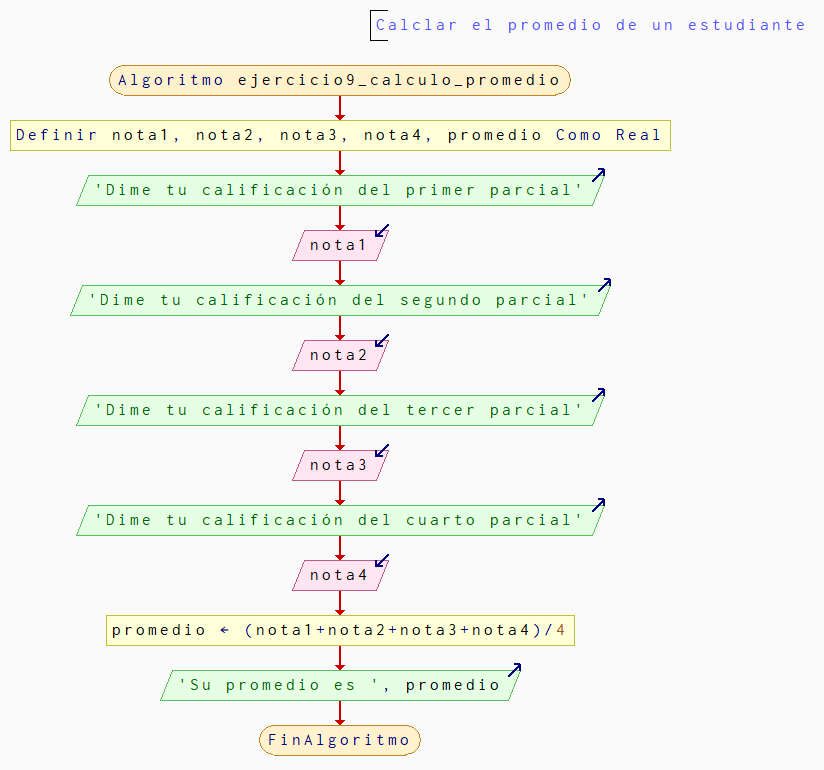 Calclar el promedio de un estudiante
Algoritmo ejercicio9_calculo_promedio
Definir nota1, nota2, nota3, nota4, promedio Como Real
'Dime tu calificación del primer parcial'
nota1
'Dime tu calificación del segundo parcial'
nota2
'Dime tu calificación del tercer parcial'
nota3
'Dime tu calificación del cuarto parcial'
nota4
promedio ← (nota1+nota2+nota3+nota4)/4
'Su promedio es ', promedio
FinAlgoritmo